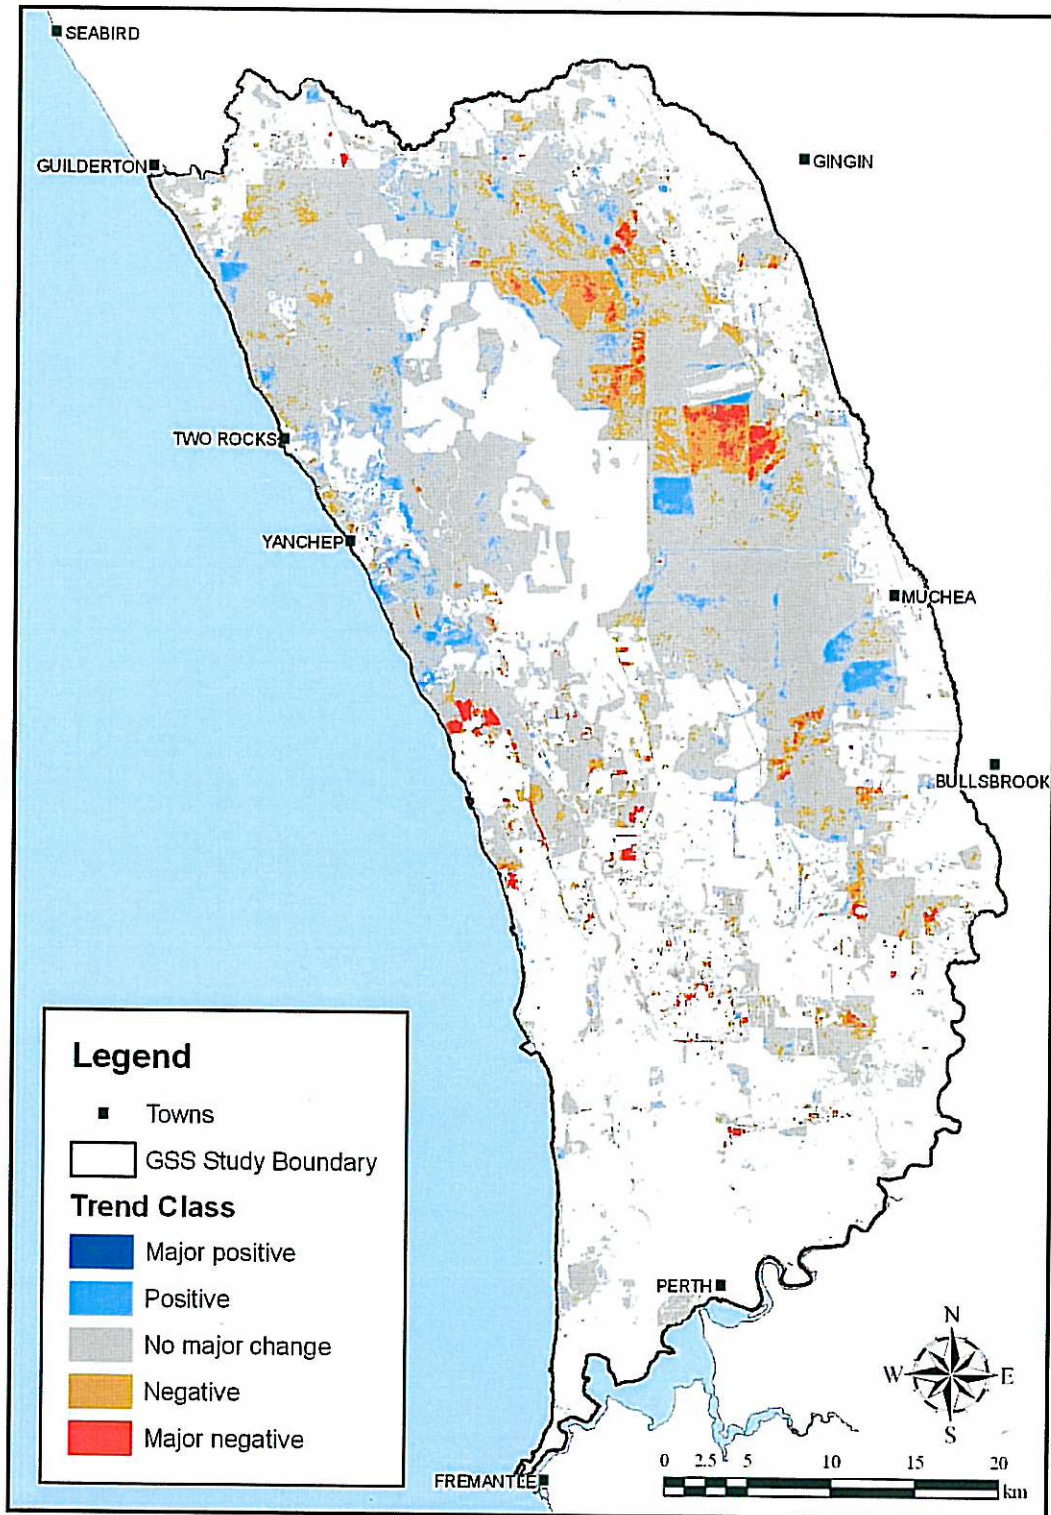 SEABIRD
GUILDERTON
GINGIN
TWO ROCKS
YANCHEP
MUCHEA
BULLSBROOK
Legend
Towns
GSS Study Boundary
Trend Class
Major positive
Positive
No major change
Negative
Major negative
PERTH
FREMANTLE
N
W E
S
0 2.5 5 10 15 20
km